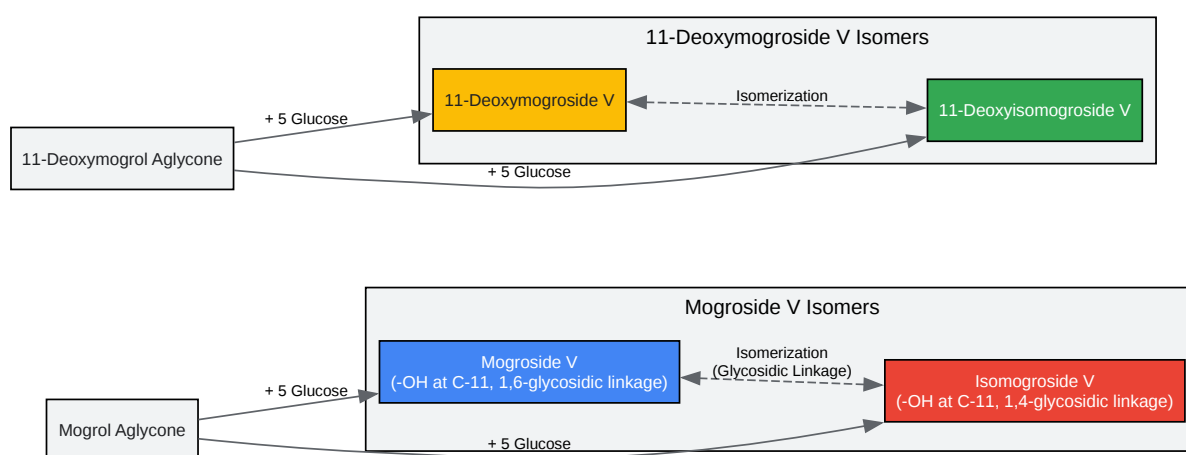 11-Deoxymogroside V Isomers
11-Deoxymogroside V
Isomerization
11-Deoxyisomogroside V
+ 5 Glucose
11-Deoxymogrol Aglycone
+ 5 Glucose
Mogroside V Isomers
Mogroside V
(-OH at C-11, 1,6-glycosidic linkage)
Isomerization
(Glycosidic Linkage)
Isomogroside V
(-OH at C-11, 1,4-glycosidic linkage)
+ 5 Glucose
Mogrol Aglycone
+ 5 Glucose